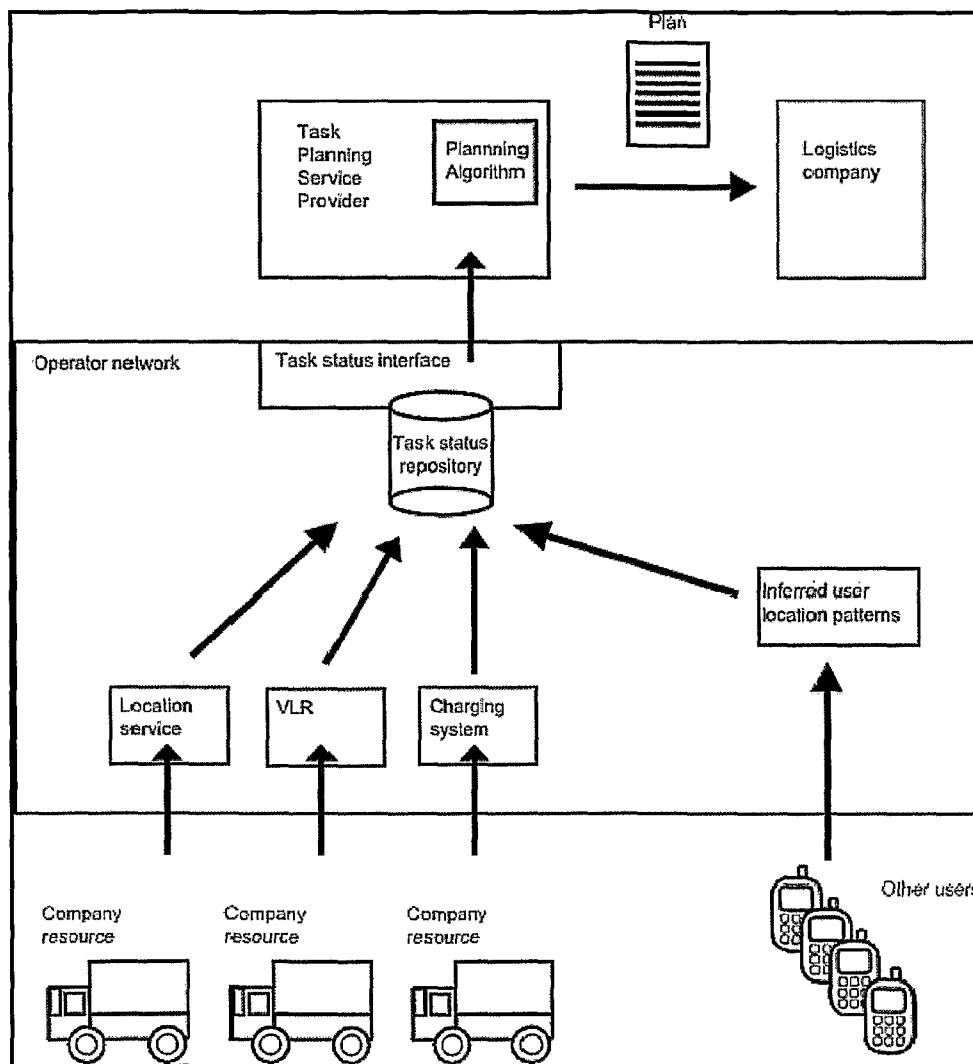 Plan
Task
Planning
Service
Provider
Plannning
Algorithm
Logistics
company
Operator network
Task status interface
Task status
repository
Inferred user
location patterns
Location
service
VLR
Charging
system
Other users
Company
resource
Company
resource
Company
resource